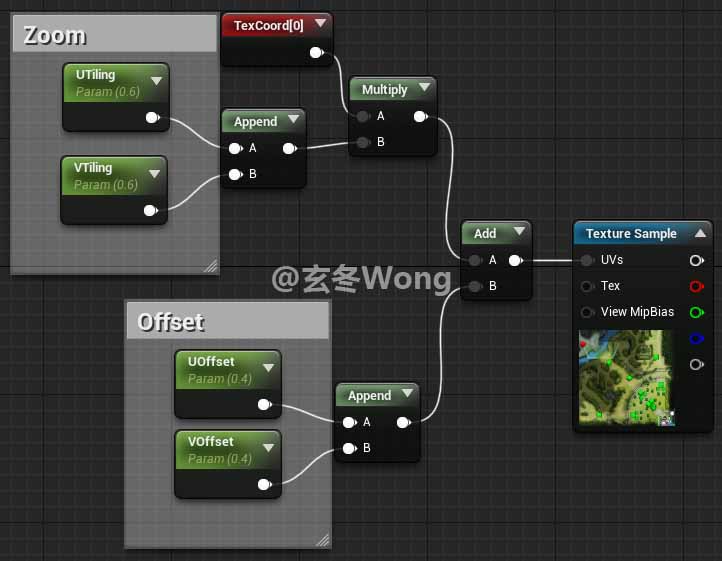 Zoom
UTiling
Param (0.6)
VTiling
Param (0.6)
TexCoord[0]
Append
A
B
Multiply
A
B
Add
A
B
Texture Sample
UVs
Tex
View MipBias
@玄冬Wong
Offset
UOffset
Param (0.4)
VOffset
Param (0.4)
Append
A
B